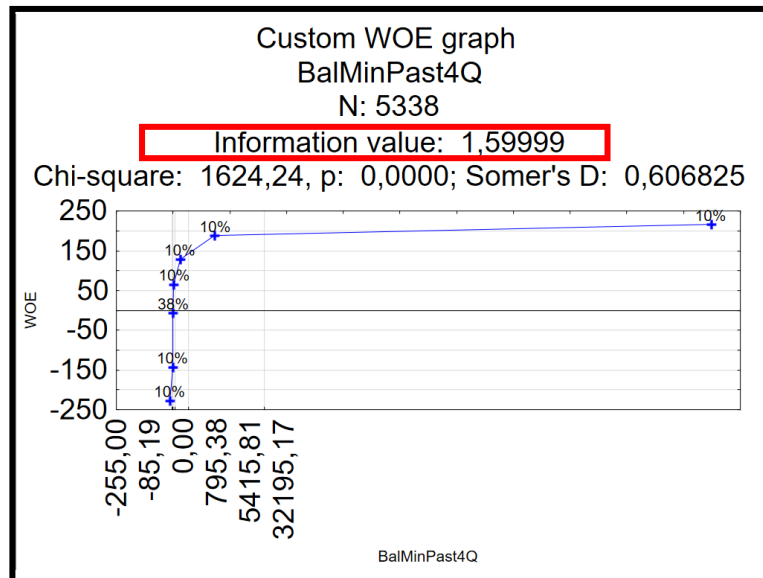 Custom WOE graph
BalMinPast4Q
N: 5338
Information value: 1,59999
Chi-square: 1624,24, p: 0,0000; Somer's D: 0,606825
250
150
50
-50
-150
-250
WOE
10%
10%
10%
10%
38%
10%
10%
-255,00
-85,19
0,00
795,38
5415,81
32195,17
BalMinPast4Q